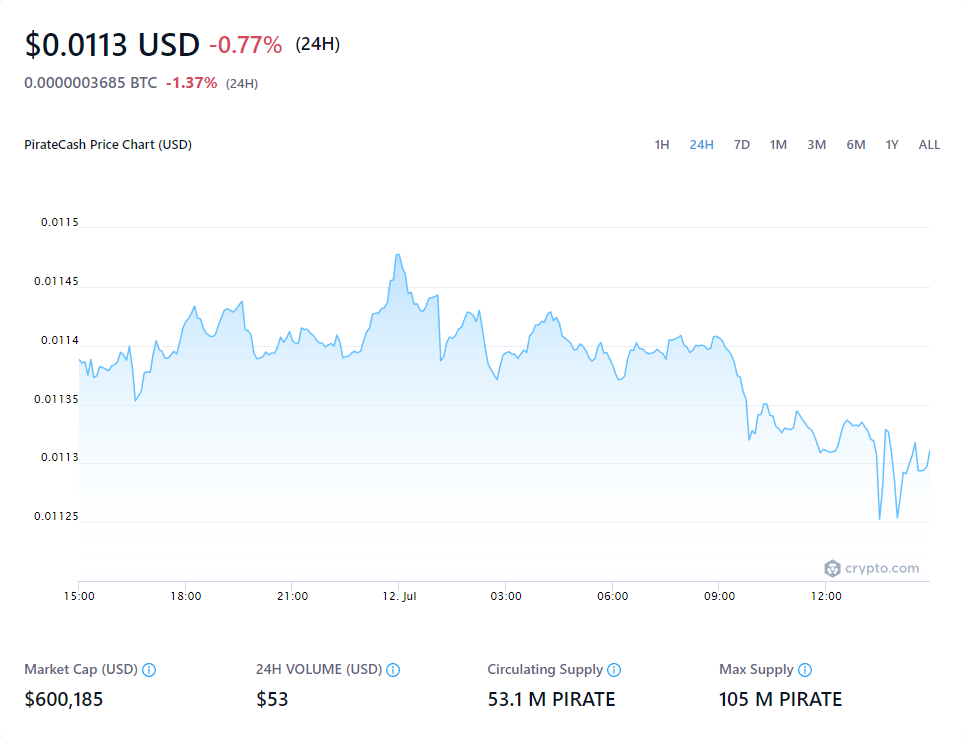 $0.0113 USD -0.77% (24H)
0.0000003685 BTC -1.37% (24H)
PirateCash Price Chart (USD) 1H 24H 7D 1M 3M 6M 1Y ALL
0.0115
0.01145
0.0114
0.01135
0.0113
0.01125
crypto.com
15:00 18:00 21:00 12. Jul 03:00 06:00 09:00 12:00
Market Cap (USD) 24H VOLUME (USD) Circulating Supply Max Supply
$600,185 $53 53.1 M PIRATE 105 M PIRATE